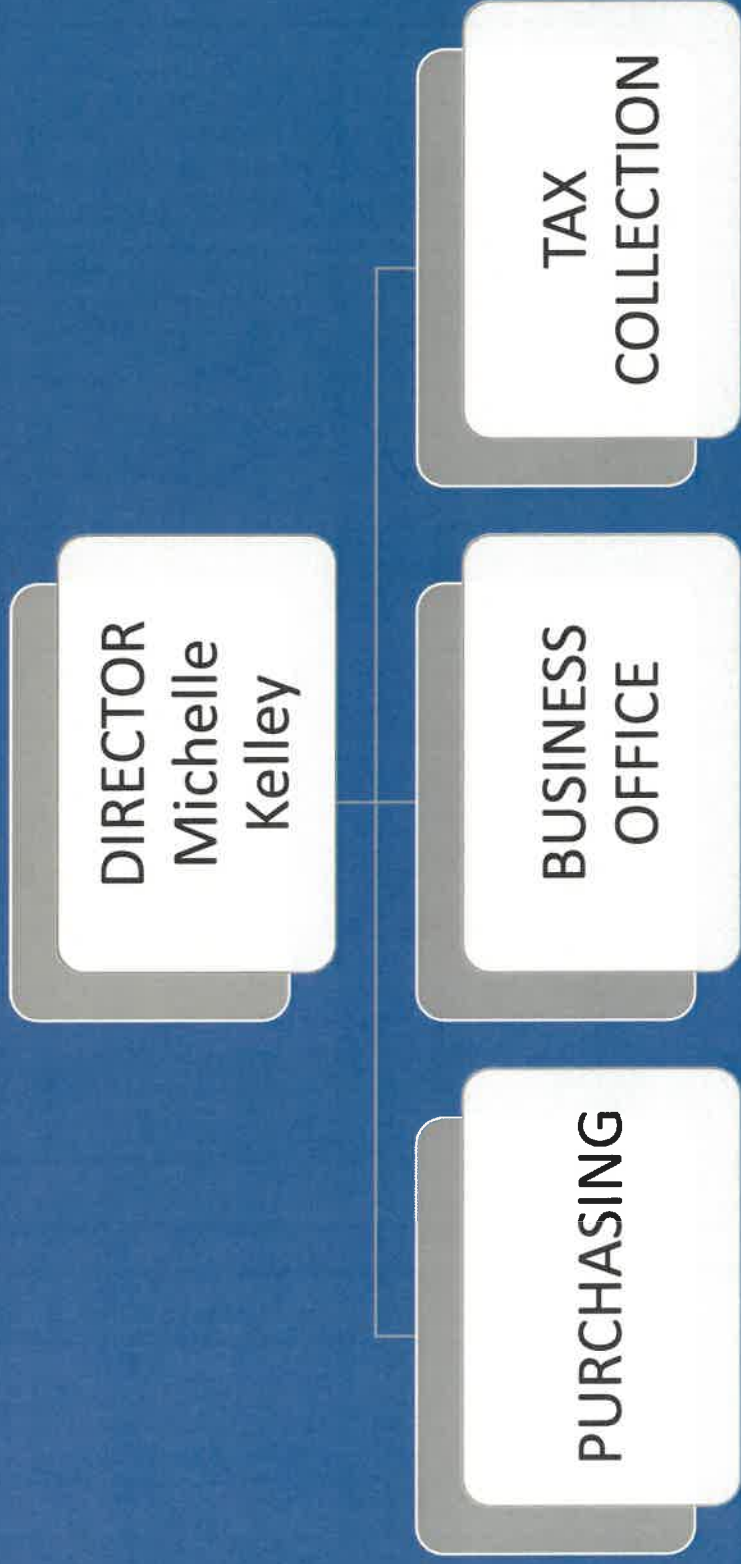 DIRECTOR
Michelle
Kelley
PURCHASING
BUSINESS
OFFICE
TAX
COLLECTION